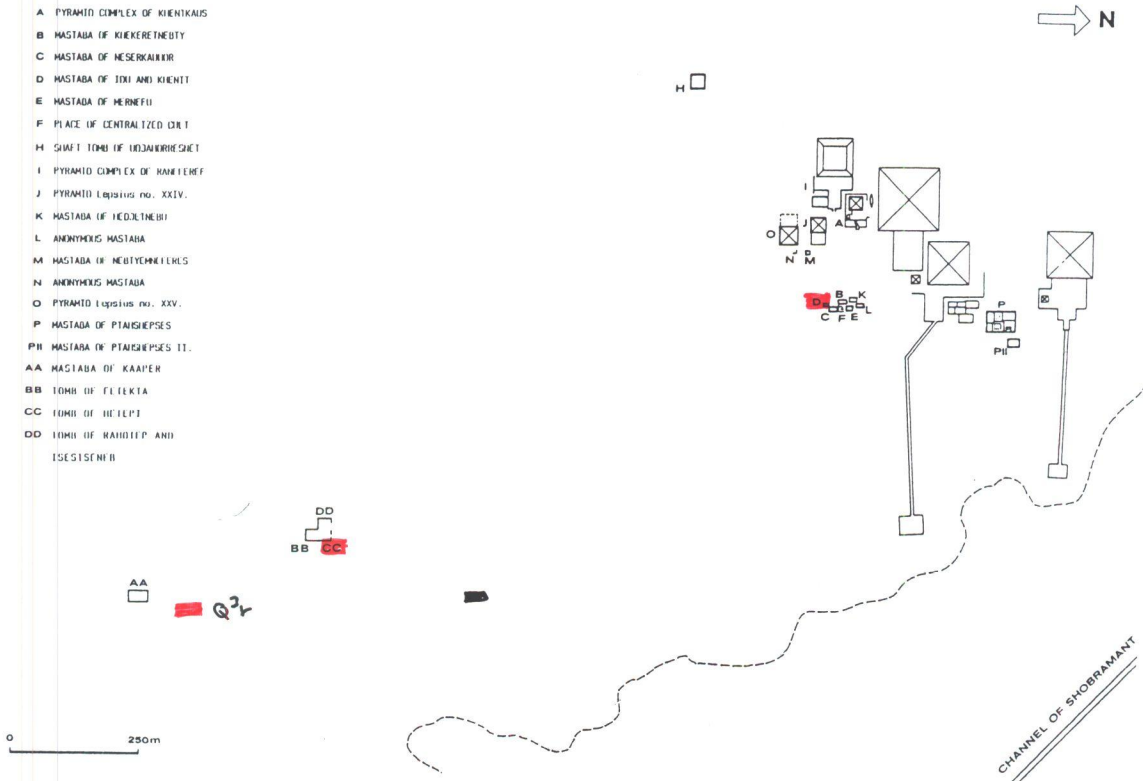 A PYRAMID COMPLEX OF KHENTKAUS
B MASTABA OF KHEKERETNEBTY
C MASTABA OF NESERKAUHOR
D MASTABA OF IDU AND KHENIT
E MASTABA OF MERNEFU
F PLACE OF CENTRALIZED CULT
H SHAFT TOMB OF UDJAHORRESNET
I PYRAMID COMPLEX OF RANEFEREF
J PYRAMID Lepsius no. XXIV.
K MASTABA OF HEDJETNEBU
L ANONYMOUS MASTABA
M MASTABA OF NEBTYEMNEFERES
N ANONYMOUS MASTABA
O PYRAMID Lepsius no. XXV.
P MASTABA OF PTAHSHEPSES
PII MASTABA OF PTAHSHEPSES II.
AA MASTABA OF KAAPER
BB TOMB OF FETEKTA
CC TOMB OF HETEPI
DD TOMB OF RAHOTEP AND
ISESISENEB
N
H
I
J A
O
N M
D B K
C F E L
P
PII
DD
BB CC
AA
Qꜣr
0 250m
CHANNEL OF SHOBRAMANT